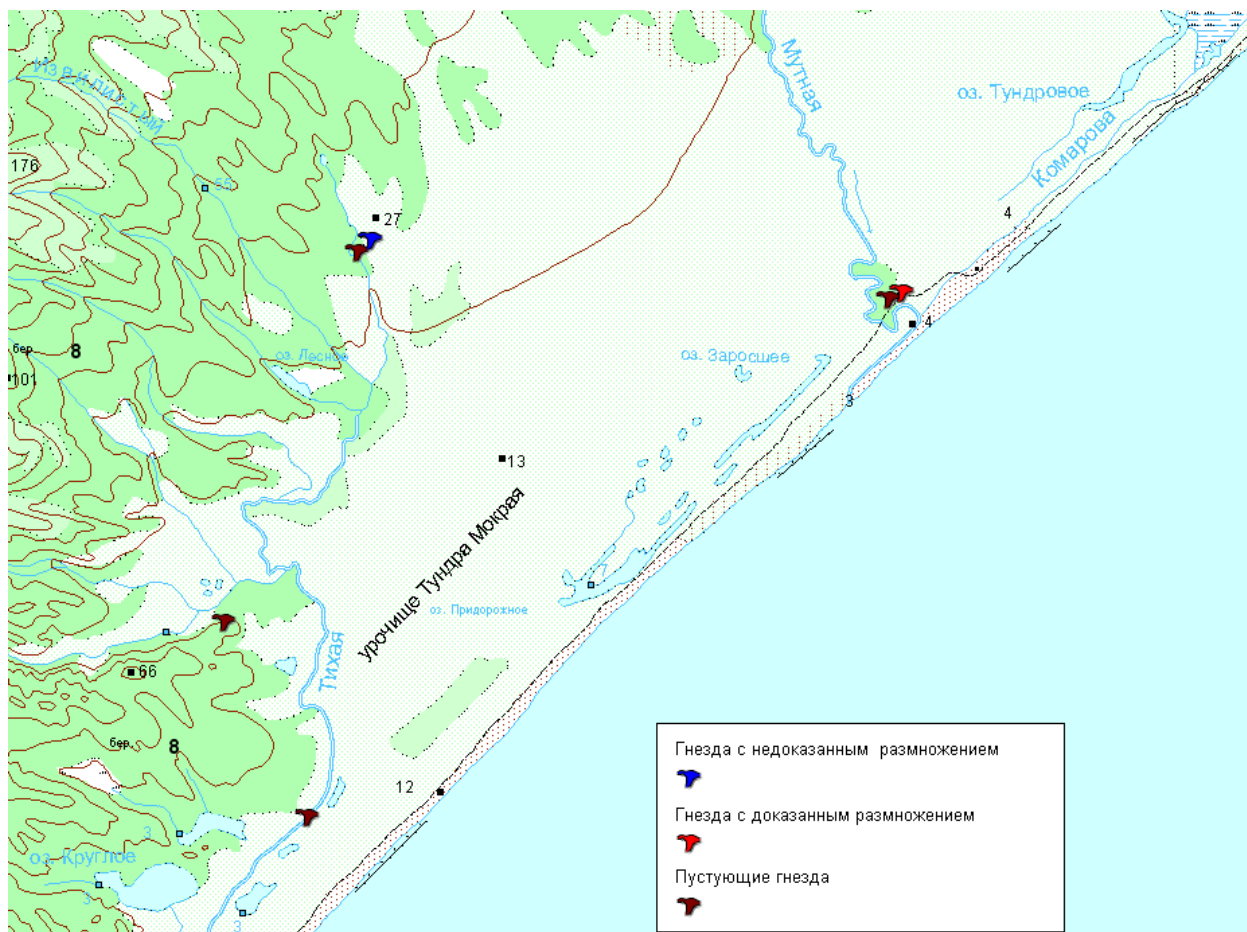 Извилистый
Мутная
оз. Тундровое
Комарова
176
55
27
4
бер.
8
101
оз. Лесное
оз. Заросшее
4
3
13
урочище Тундра Мокрая
оз. Придорожное
Тихая
66
бер.
8
12
3
оз. Круглое
3
3
Гнезда с недоказанным размножением
Гнезда с доказанным размножением
Пустующие гнезда